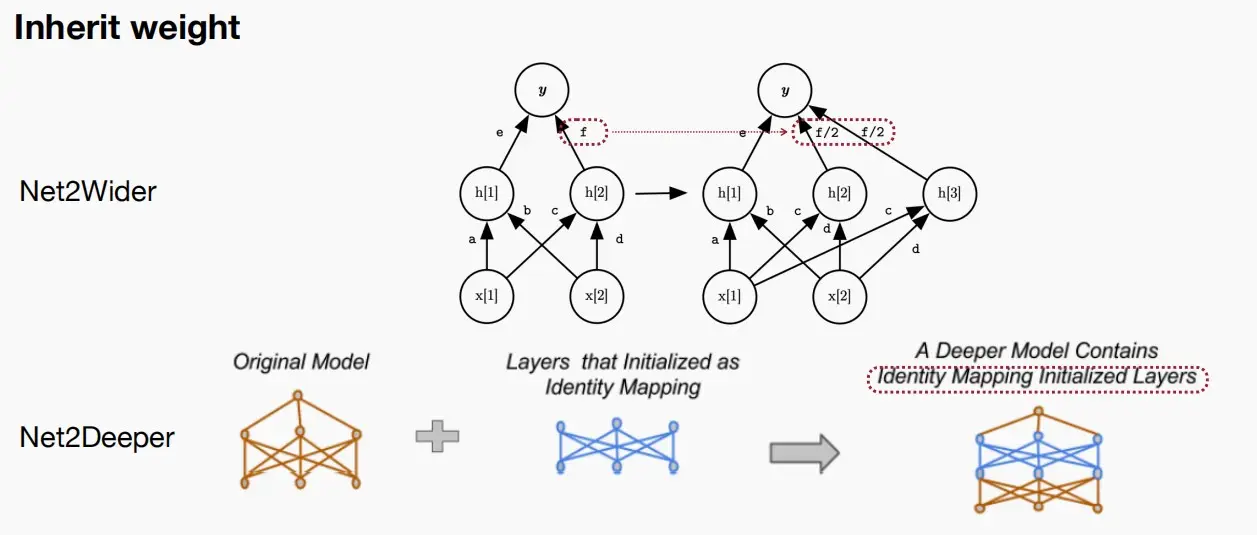 Inherit weight
Net2Wider
y
e
f
h[1]
h[2]
b
c
a
d
x[1]
x[2]
y
e
f/2
f/2
h[1]
h[2]
h[3]
b
c
d
c
a
d
x[1]
x[2]
Net2Deeper
Original Model
Layers that Initialized as
Identity Mapping
A Deeper Model Contains
Identity Mapping Initialized Layers